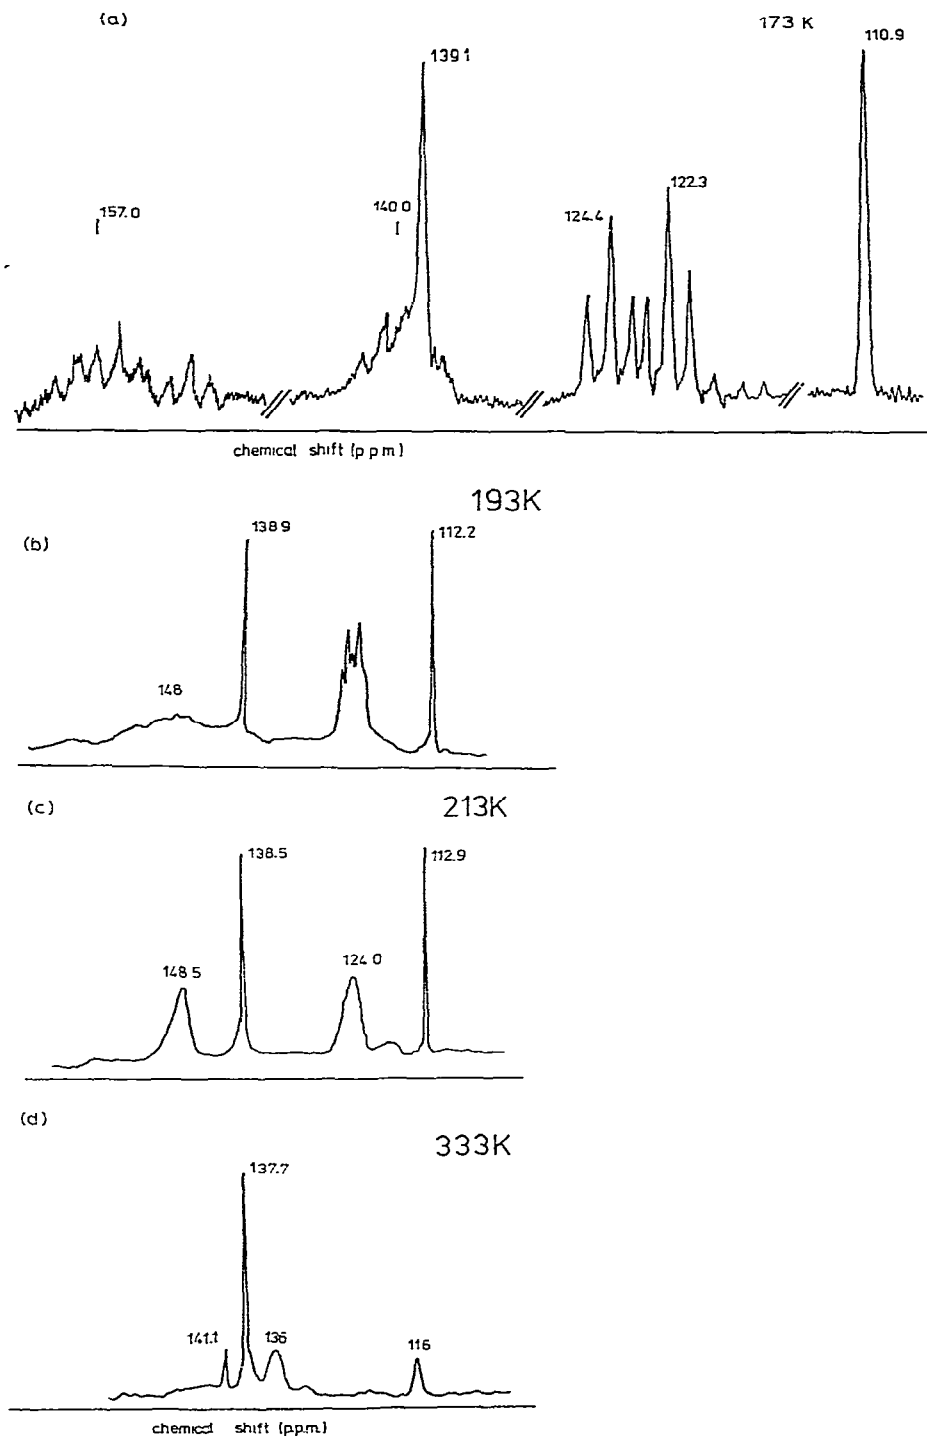 (a)
173 K
110.9
139 1
122.3
124.4
157.0
140 0
chemical shift (p p m)
193K
(b)
138 9
112.2
148
(c)
213K
138.5
112.9
148 5
124 0
(d)
333K
137.7
141.1
136
116
chemical shift (p.p.m.)